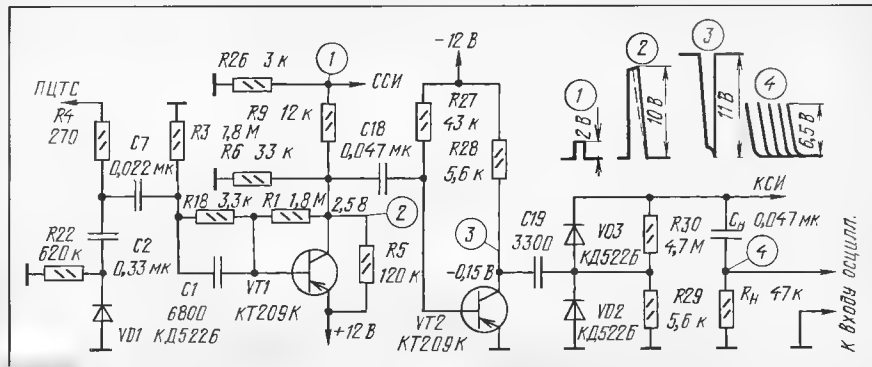 ПЦТС
R4
270
C7
0,022 мк
R3
1,8 М
R22
620 к
C2
0,33 мк
VD1
КД522Б
R26 3 к
1
ССИ
R9
12 к
R6 33 к
C18
0,047 мк
R18 3,3 к
R1 1,8 М
2,5 В
2
C1
6800
VT1
КТ209К
R5
120 к
+12 В
−12 В
R27
43 к
R28
5,6 к
3
−0,15 В
VT2
КТ209К
C19
3300
VD3
КД522Б
VD2
КД522Б
R30
4,7 М
R29
5,6 к
КСИ
Cн 0,047 мк
4
Rн 47 к
К входу осцилл.
1
2 В
2
10 В
3
11 В
4
6,5 В